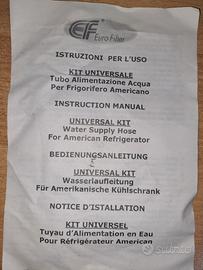 EF®
Euro Filter
ISTRUZIONI PER L'USO
KIT UNIVERSALE
Tubo Alimentazione Acqua
Per Frigorifero Americano
INSTRUCTION MANUAL
UNIVERSAL KIT
Water Supply Hose
For American Refrigerator
BEDIENUNGSANLEITUNG
UNIVERSAL KIT
Wasserlaufleitung
Für Amerikanische Kühlschrank
NOTICE D'ISTALLATION
KIT UNIVERSEL
Tuyau d'Alimentation en Eau
Pour Réfrigérateur American
Subito